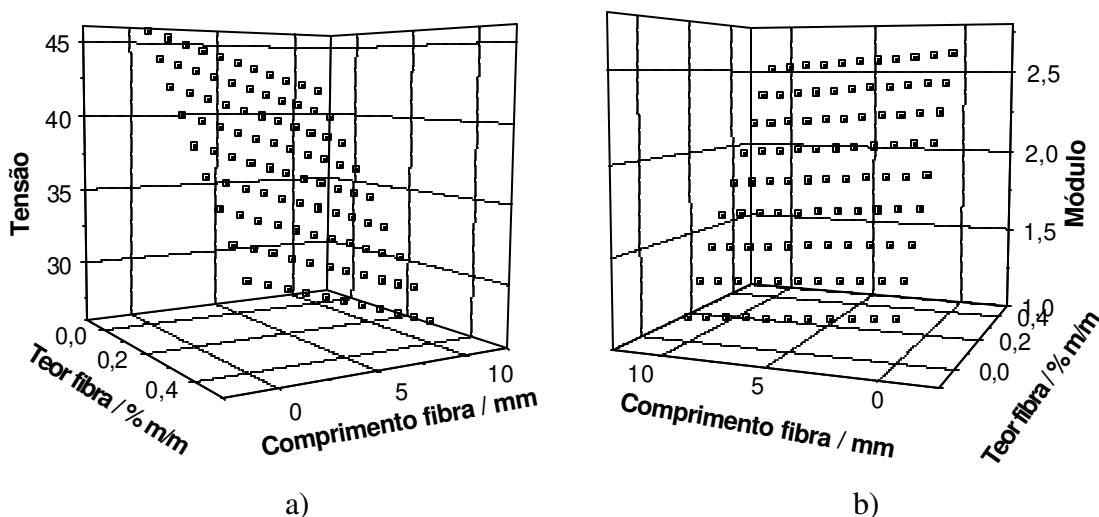 45
40
35
30
Tensão
0,0
0,2
0,4
Teor fibra / % m/m
0
5
10
Comprimento fibra / mm
a)
2,5
2,0
1,5
1,0
Módulo
0,4
0,2
0,0
Teor fibra / % m/m
10
5
0
Comprimento fibra / mm
b)